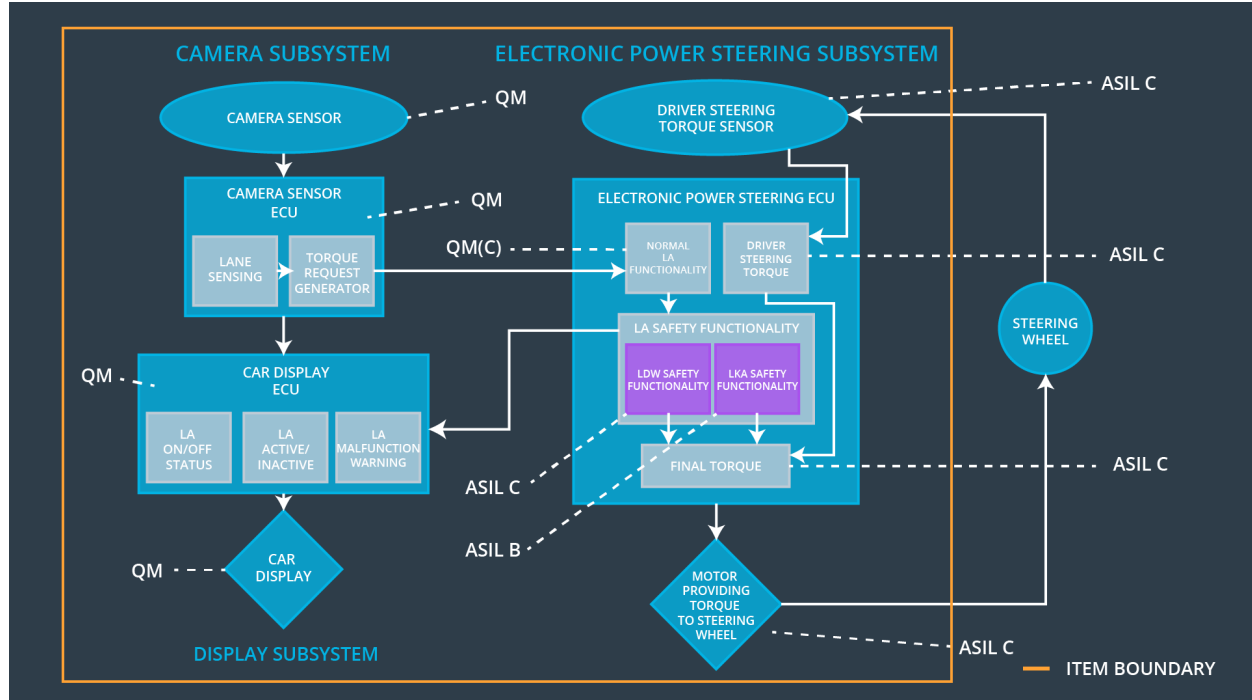 CAMERA SUBSYSTEM
ELECTRONIC POWER STEERING SUBSYSTEM
CAMERA SENSOR
QM
DRIVER STEERING
TORQUE SENSOR
ASIL C
CAMERA SENSOR
ECU
QM
LANE
SENSING
TORQUE
REQUEST
GENERATOR
ELECTRONIC POWER STEERING ECU
QM(C)
NORMAL
LA
FUNCTIONALITY
DRIVER
STEERING
TORQUE
ASIL C
LA SAFETY FUNCTIONALITY
LDW SAFETY
FUNCTIONALITY
LKA SAFETY
FUNCTIONALITY
STEERING
WHEEL
QM
CAR DISPLAY
ECU
LA
ON/OFF
STATUS
LA
ACTIVE/
INACTIVE
LA
MALFUNCTION
WARNING
FINAL TORQUE
ASIL C
ASIL C
ASIL B
QM
CAR
DISPLAY
MOTOR
PROVIDING
TORQUE
TO STEERING
WHEEL
ASIL C
DISPLAY SUBSYSTEM
ITEM BOUNDARY